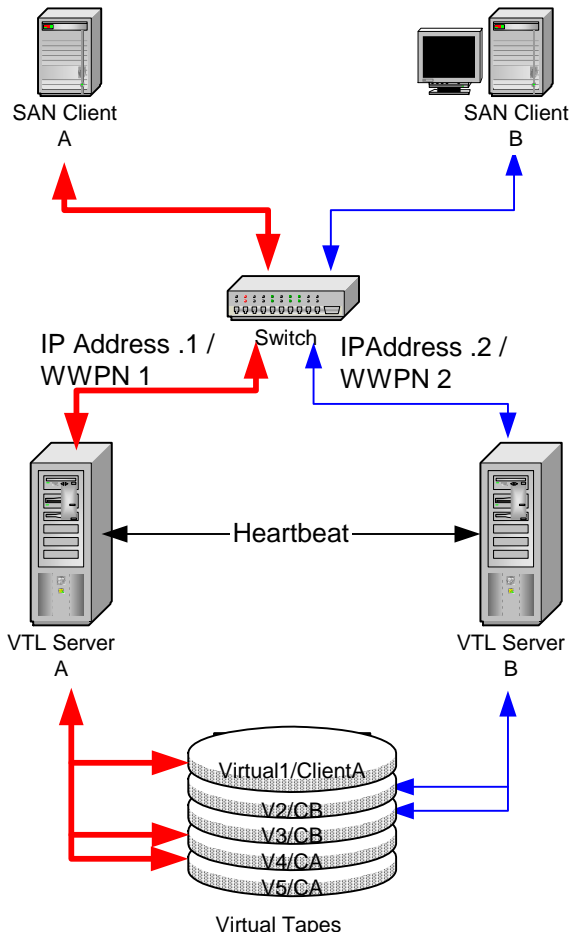 SAN Client
A
SAN Client
B
Switch
IP Address .1 /
WWPN 1
IPAddress .2 /
WWPN 2
Heartbeat
VTL Server
A
VTL Server
B
Virtual1/ClientA
V2/CB
V3/CB
V4/CA
V5/CA
Virtual Tapes